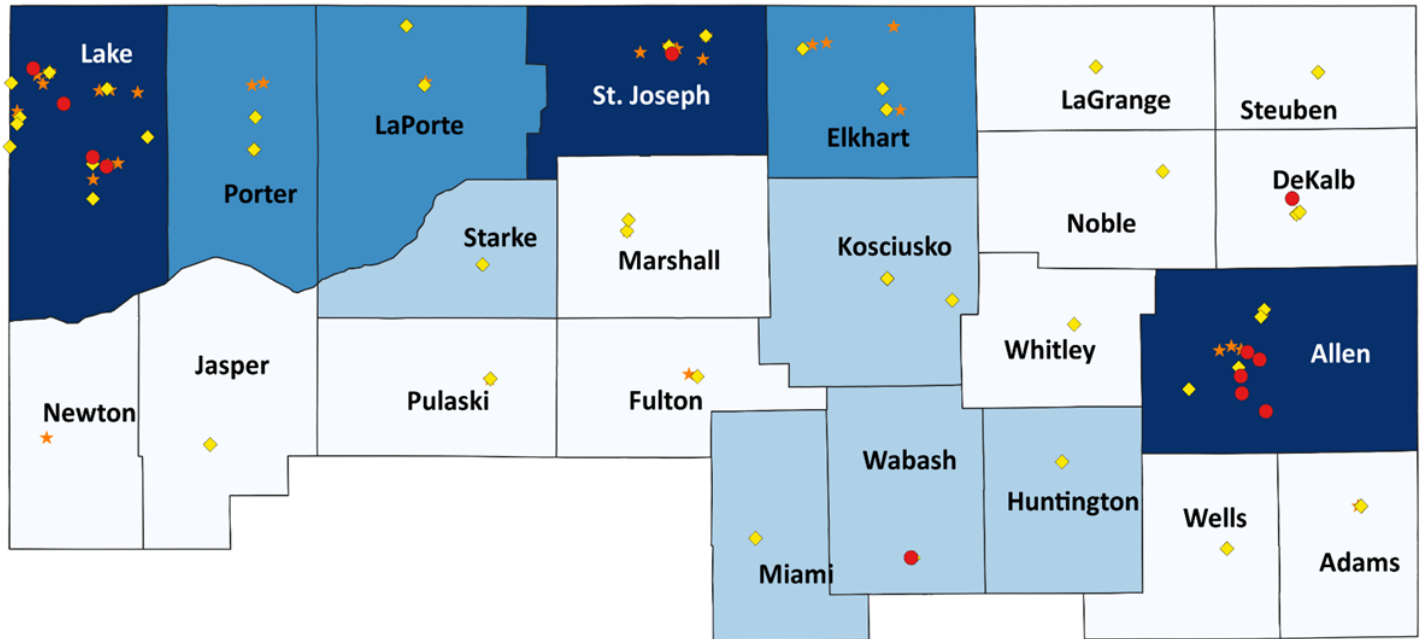 Lake
St. Joseph
LaGrange
Steuben
LaPorte
Elkhart
Porter
DeKalb
Noble
Starke
Marshall
Kosciusko
Jasper
Whitley
Allen
Newton
Pulaski
Fulton
Wabash
Huntington
Wells
Miami
Adams